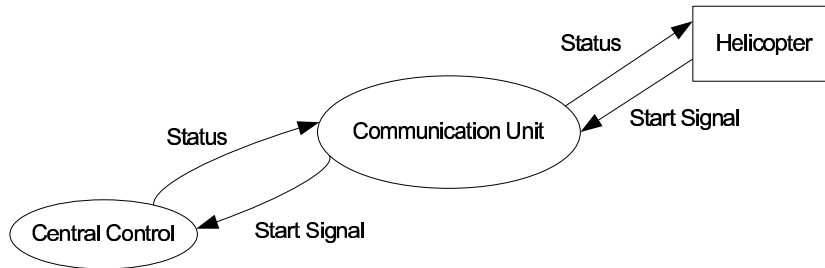 Status
Helicopter
Start Signal
Communication Unit
Status
Start Signal
Central Control